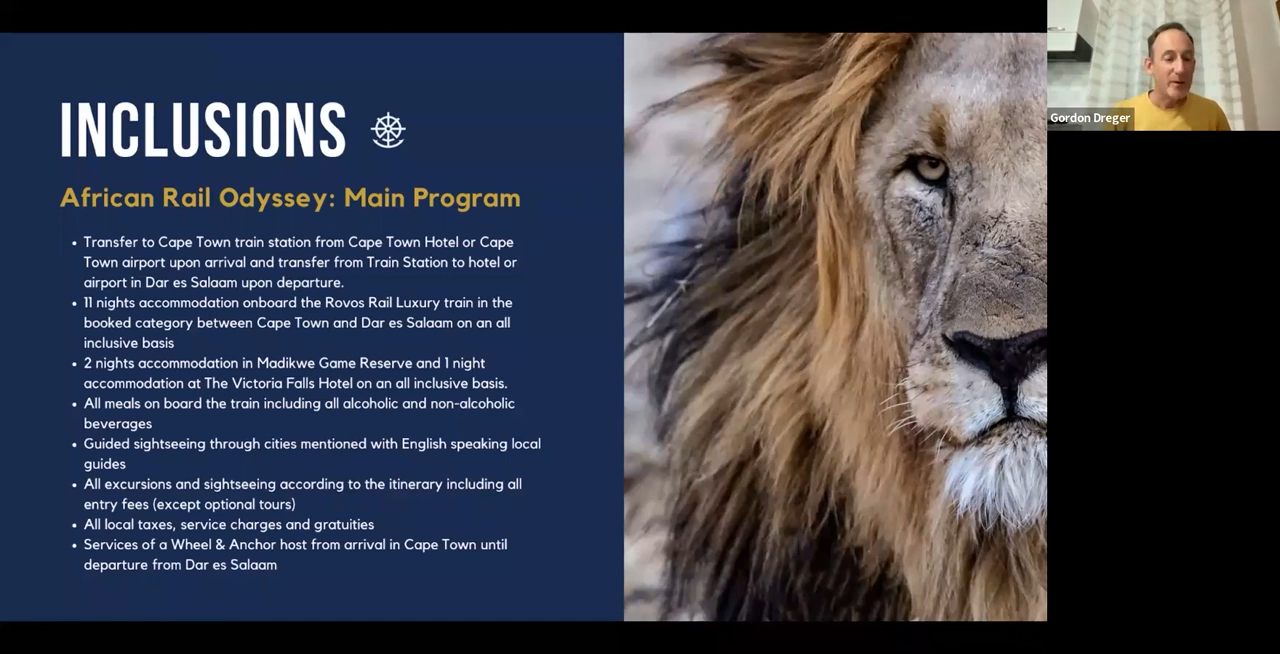 INCLUSIONS
African Rail Odyssey: Main Program
• Transfer to Cape Town train station from Cape Town Hotel or Cape
Town airport upon arrival and transfer from Train Station to hotel or
airport in Dar es Salaam upon departure.
• 11 nights accommodation onboard the Rovos Rail Luxury train in the
booked category between Cape Town and Dar es Salaam on an all
inclusive basis
• 2 nights accommodation in Madikwe Game Reserve and 1 night
accommodation at The Victoria Falls Hotel on an all inclusive basis.
• All meals on board the train including all alcoholic and non-alcoholic
beverages
• Guided sightseeing through cities mentioned with English speaking local
guides
• All excursions and sightseeing according to the itinerary including all
entry fees (except optional tours)
• All local taxes, service charges and gratuities
• Services of a Wheel & Anchor host from arrival in Cape Town until
departure from Dar es Salaam
Gordon Dreger